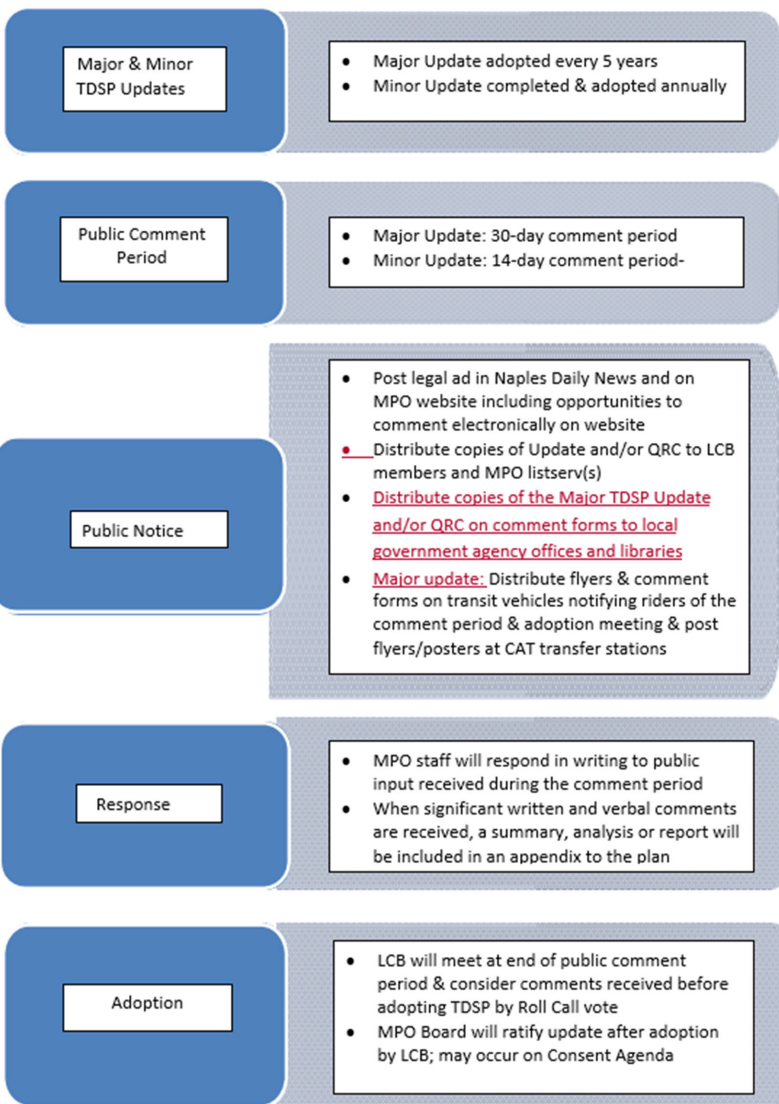 Major & Minor
TDSP Updates
• Major Update adopted every 5 years
• Minor Update completed & adopted annually
Public Comment
Period
• Major Update: 30-day comment period
• Minor Update: 14-day comment period-
Public Notice
• Post legal ad in Naples Daily News and on
MPO website including opportunities to
comment electronically on website
• Distribute copies of Update and/or QRC to LCB
members and MPO listserv(s)
• Distribute copies of the Major TDSP Update
and/or QRC on comment forms to local
government agency offices and libraries
• Major update: Distribute flyers & comment
forms on transit vehicles notifying riders of the
comment period & adoption meeting & post
flyers/posters at CAT transfer stations
Response
• MPO staff will respond in writing to public
input received during the comment period
• When significant written and verbal comments
are received, a summary, analysis or report will
be included in an appendix to the plan
Adoption
• LCB will meet at end of public comment
period & consider comments received before
adopting TDSP by Roll Call vote
• MPO Board will ratify update after adoption
by LCB; may occur on Consent Agenda